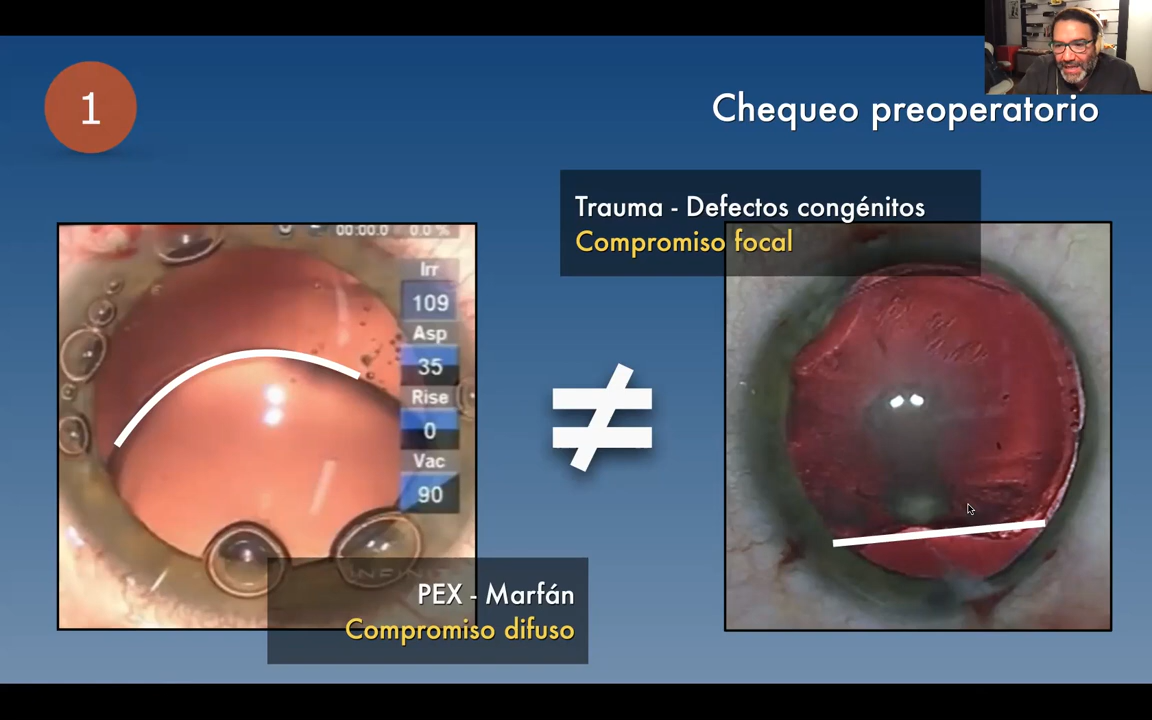 1
Chequeo preoperatorio
Trauma - Defectos congénitos
Compromiso focal
00:00.0 0.0 %
Irr
109
Asp
35
Rise
0
Vac
90
≠
INFINIT
PEX - Marfán
Compromiso difuso